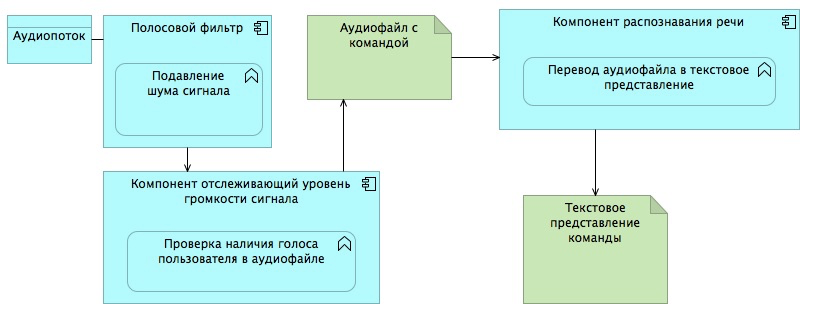 Аудиопоток
Полосовой фильтр
Подавление
шума сигнала
Компонент отслеживающий уровень
громкости сигнала
Проверка наличия голоса
пользователя в аудиофайле
Аудиофайл с
командой
Компонент распознавания речи
Перевод аудиофайла в текстовое
представление
Текстовое
представление
команды